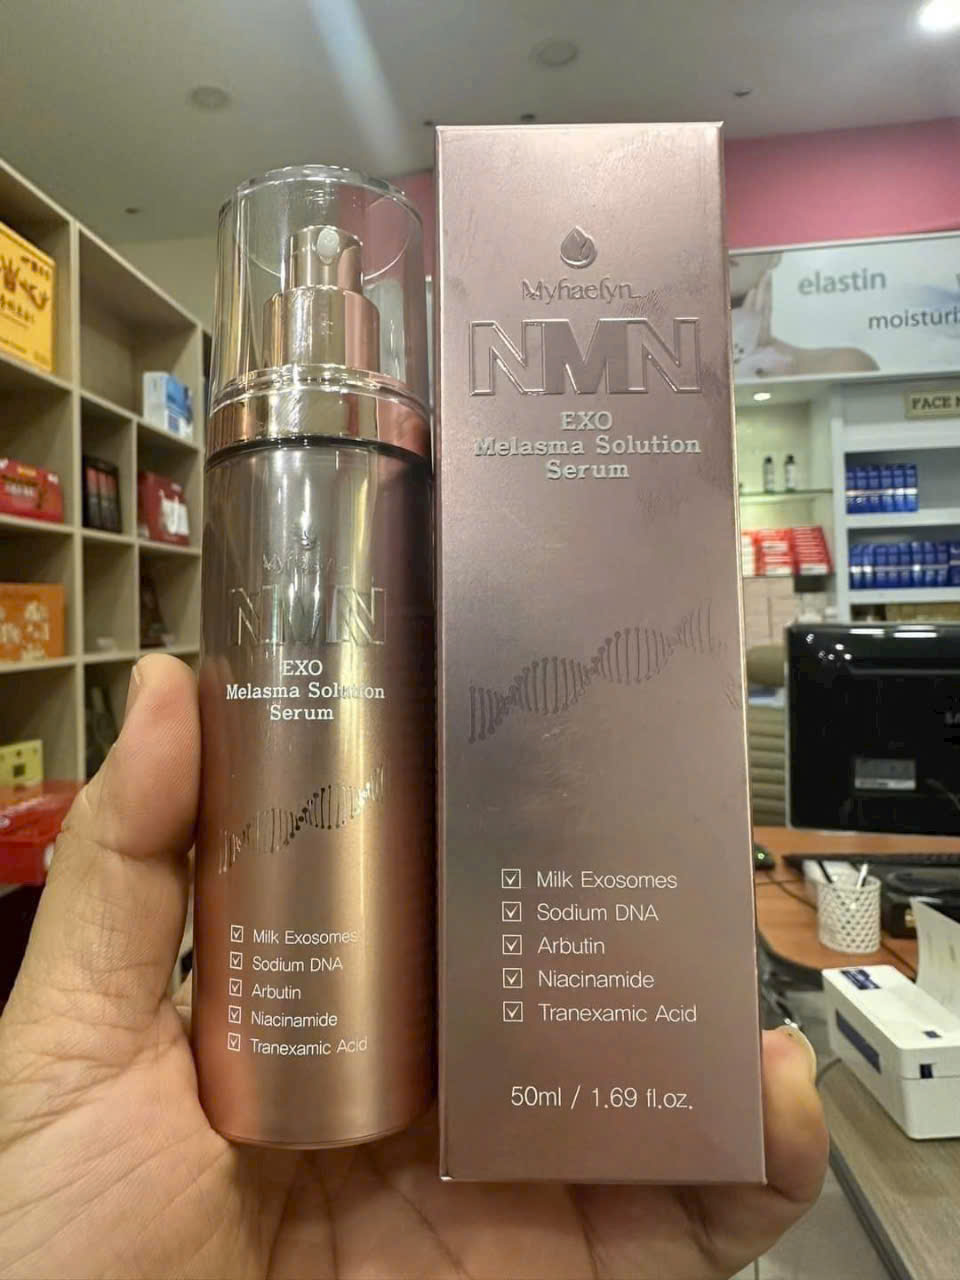 elastin
moisturi
FACE
Myhaelyn
NMN
EXO
Melasma Solution
Serum
Milk Exosomes
Sodium DNA
Arbutin
Niacinamide
Tranexamic Acid
50ml / 1.69 fl.oz.
NMN
EXO
Melasma Solution
Serum
Milk Exosomes
Sodium DNA
Arbutin
Niacinamide
Tranexamic Acid